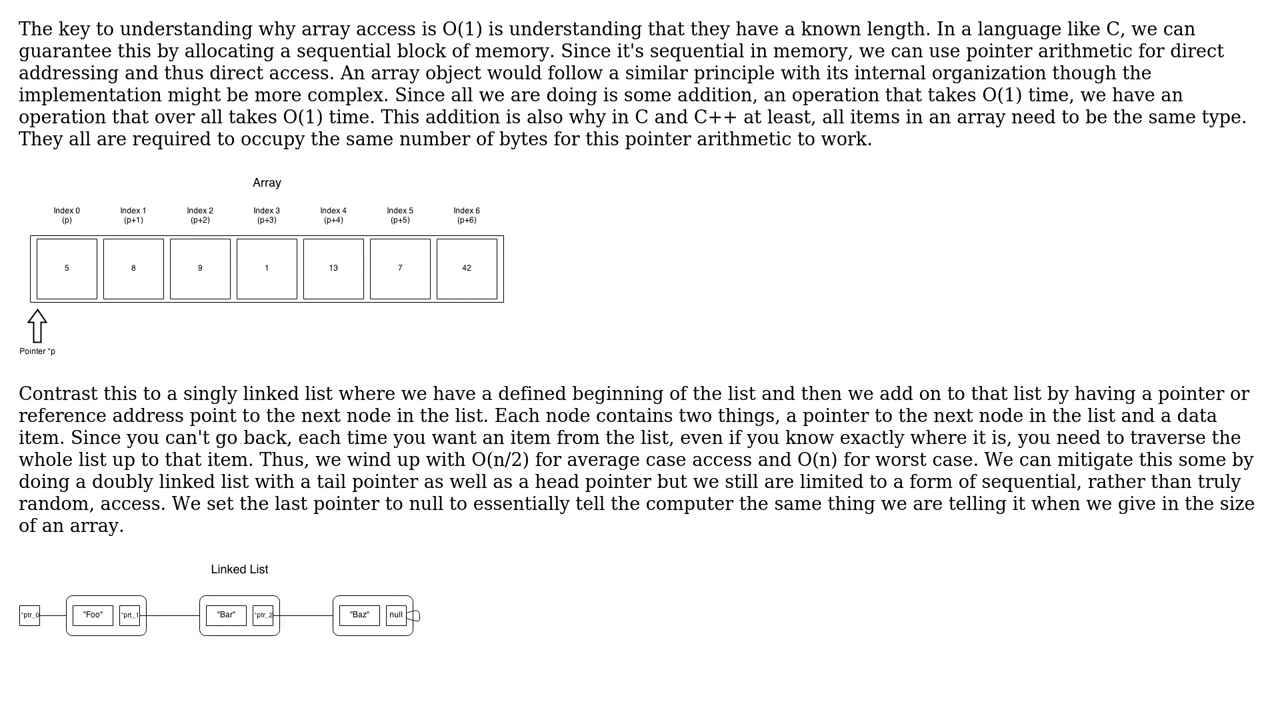 The key to understanding why array access is O(1) is understanding that they have a known length. In a language like C, we can
guarantee this by allocating a sequential block of memory. Since it's sequential in memory, we can use pointer arithmetic for direct
addressing and thus direct access. An array object would follow a similar principle with its internal organization though the
implementation might be more complex. Since all we are doing is some addition, an operation that takes O(1) time, we have an
operation that over all takes O(1) time. This addition is also why in C and C++ at least, all items in an array need to be the same type.
They all are required to occupy the same number of bytes for this pointer arithmetic to work.
Array
Index 0 Index 1 Index 2 Index 3 Index 4 Index 5 Index 6
(p) (p+1) (p+2) (p+3) (p+4) (p+5) (p+6)
5 8 9 1 13 7 42
Pointer *p
Contrast this to a singly linked list where we have a defined beginning of the list and then we add on to that list by having a pointer or
reference address point to the next node in the list. Each node contains two things, a pointer to the next node in the list and a data
item. Since you can't go back, each time you want an item from the list, even if you know exactly where it is, you need to traverse the
whole list up to that item. Thus, we wind up with O(n/2) for average case access and O(n) for worst case. We can mitigate this some by
doing a doubly linked list with a tail pointer as well as a head pointer but we still are limited to a form of sequential, rather than truly
random, access. We set the last pointer to null to essentially tell the computer the same thing we are telling it when we give in the size
of an array.
Linked List
*ptr_0 "Foo" *prt_1 "Bar" *ptr_2 "Baz" null